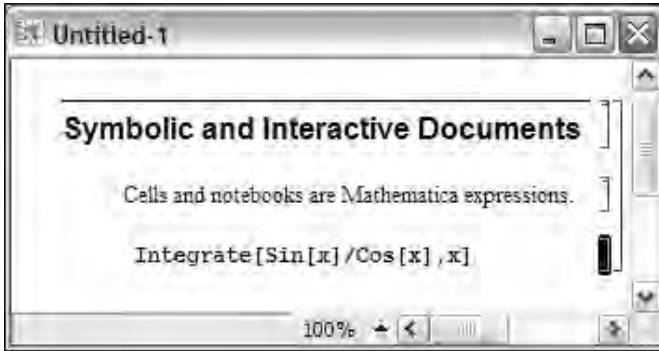 Untitled-1
Symbolic and Interactive Documents
Cells and notebooks are Mathematica expressions.
Integrate[Sin[x]/Cos[x],x]
100%